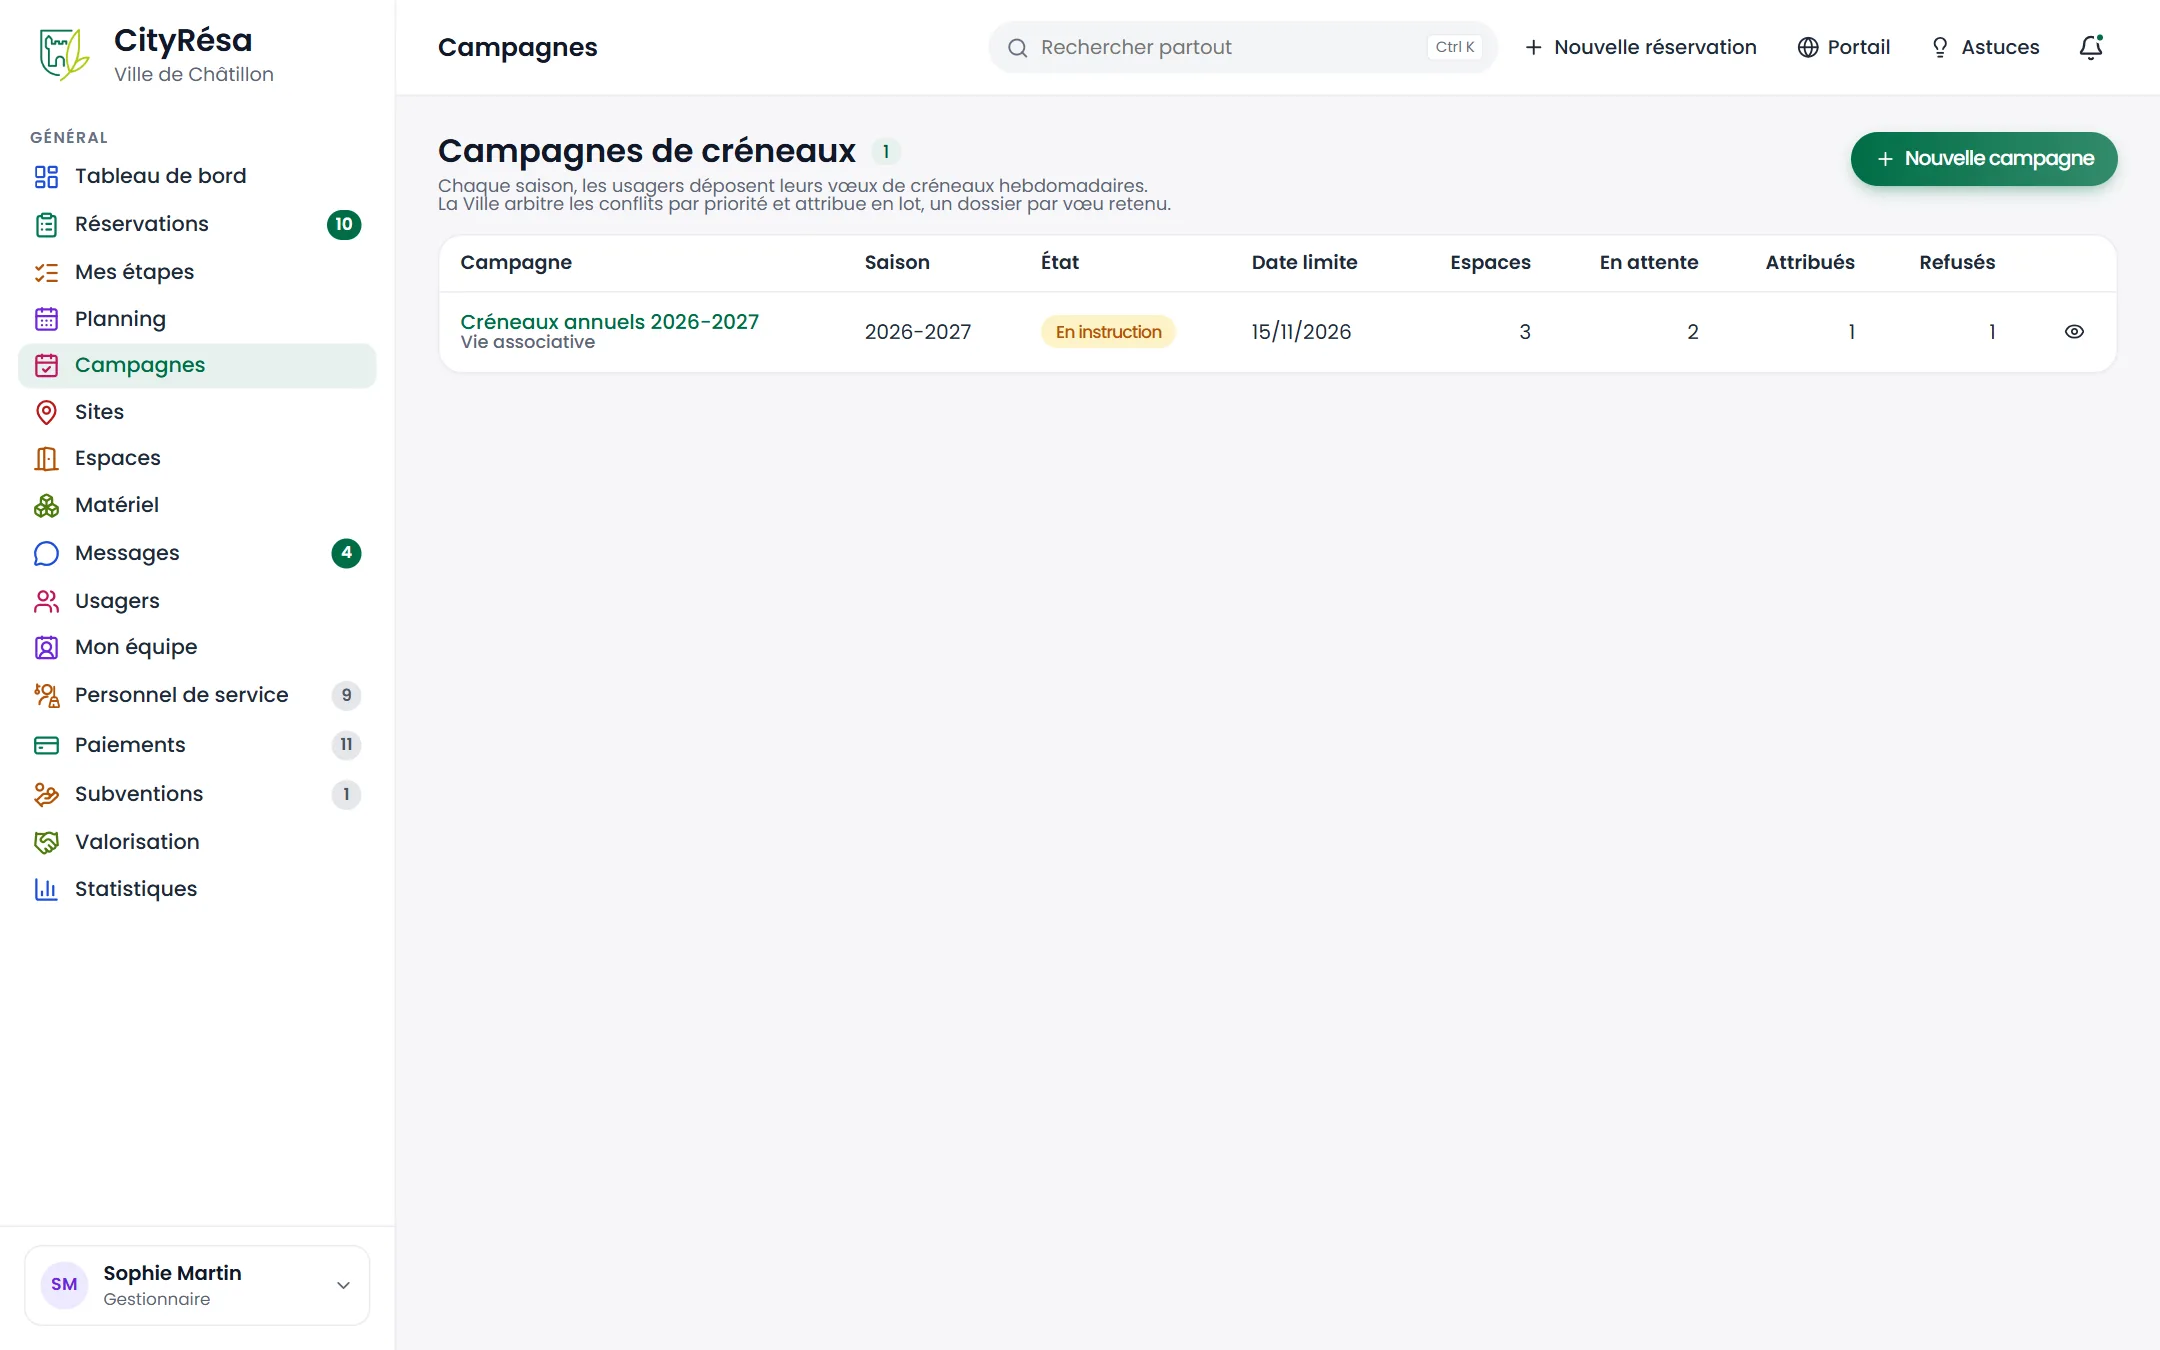 CityRésa
Ville de Châtillon
GÉNÉRAL
Tableau de bord
Réservations 10
Mes étapes
Planning
Campagnes
Sites
Espaces
Matériel
Messages 4
Usagers
Mon équipe
Personnel de service 9
Paiements 11
Subventions 1
Valorisation
Statistiques
SM
Sophie Martin
Gestionnaire
Campagnes
Rechercher partout Ctrl K
Nouvelle réservation
Portail
Astuces
Campagnes de créneaux 1
Chaque saison, les usagers déposent leurs vœux de créneaux hebdomadaires.
La Ville arbitre les conflits par priorité et attribue en lot, un dossier par vœu retenu.
+ Nouvelle campagne
Campagne Saison État Date limite Espaces En attente Attribués Refusés
Créneaux annuels 2026-2027 2026-2027 En instruction 15/11/2026 3 2 1 1
Vie associative